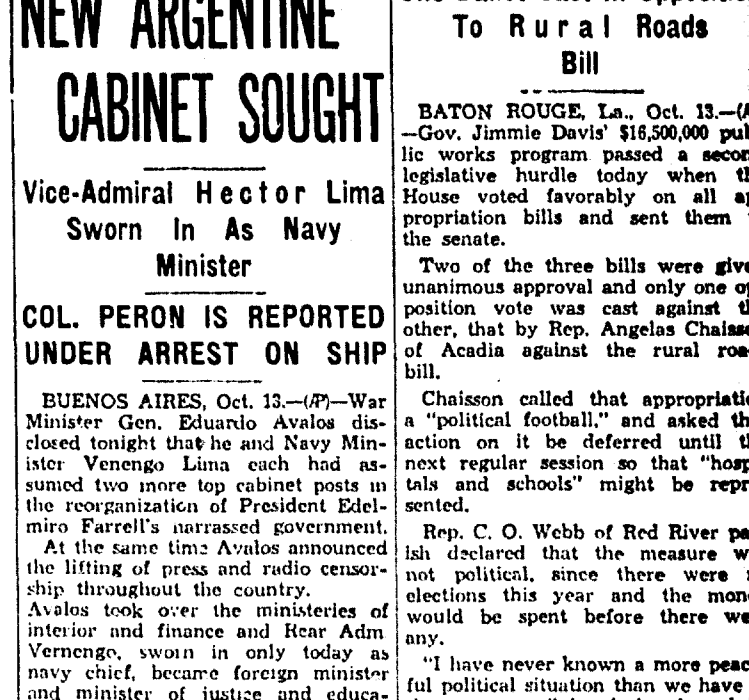 NEW ARGENTINE
CABINET SOUGHT
Vice-Admiral Hector Lima
Sworn In As Navy
Minister
COL. PERON IS REPORTED
UNDER ARREST ON SHIP
BUENOS AIRES, Oct. 13.—(AP)—War
Minister Gen. Eduardo Avalos dis-
closed tonight that he and Navy Min-
ister Venengo Lima each had as-
sumed two more top cabinet posts in
the reorganization of President Edel-
miro Farrell's narrassed government.
At the same time Avalos announced
the lifting of press and radio censor-
ship throughout the country.
Avalos took over the ministeries of
interior and finance and Rear Adm
Vernengo, sworn in only today as
navy chief, became foreign minister
and minister of justice and educa-
To Rural Roads
Bill
BATON ROUGE, La., Oct. 13.—(
—Gov. Jimmie Davis' $16,500,000 pub
lic works program passed a secon
legislative hurdle today when th
House voted favorably on all ap
propriation bills and sent them
the senate.
Two of the three bills were give
unanimous approval and only one op
position vote was cast against th
other, that by Rep. Angelas Chaisso
of Acadia against the rural road
bill.
Chaisson called that appropriatio
a "political football," and asked tha
action on it be deferred until th
next regular session so that "hosp
tals and schools" might be repre
sented.
Rep. C. O. Webb of Red River pa
ish declared that the measure w
not political, since there were
elections this year and the mon
would be spent before there we
any.
"I have never known a more peac
ful political situation than we have